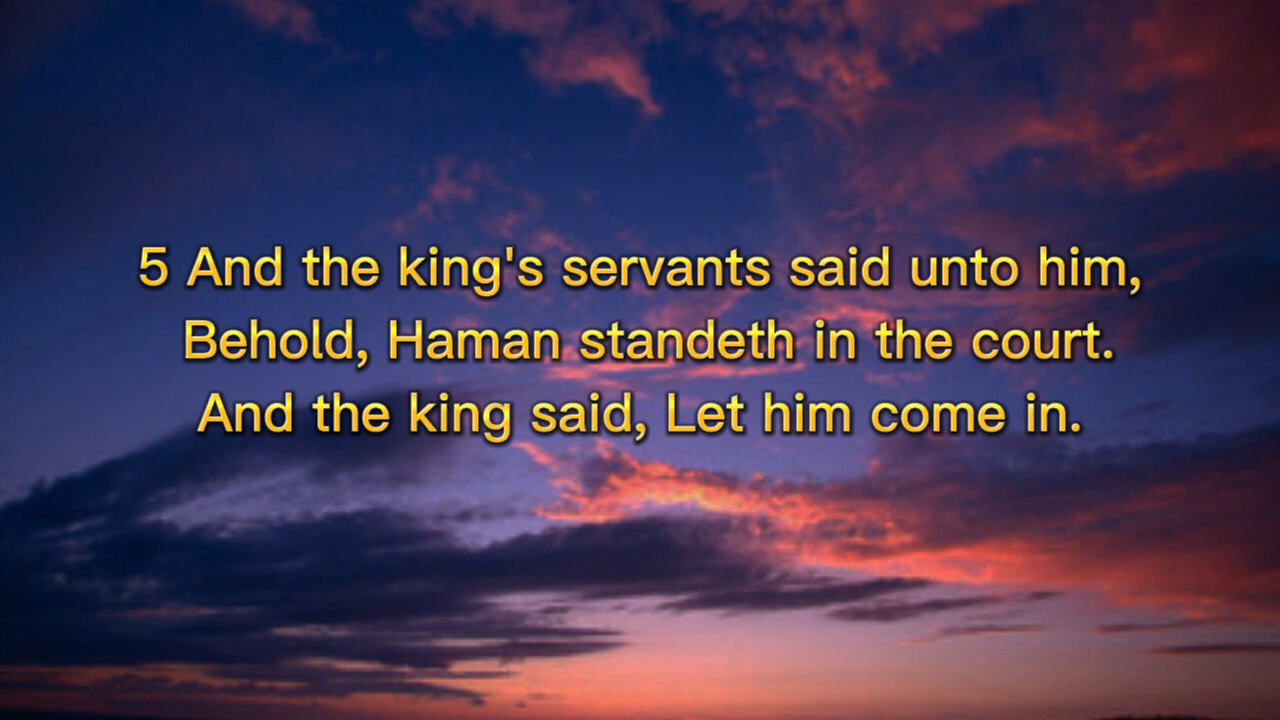 5 And the king's servants said unto him,
Behold, Haman standeth in the court.
And the king said, Let him come in.